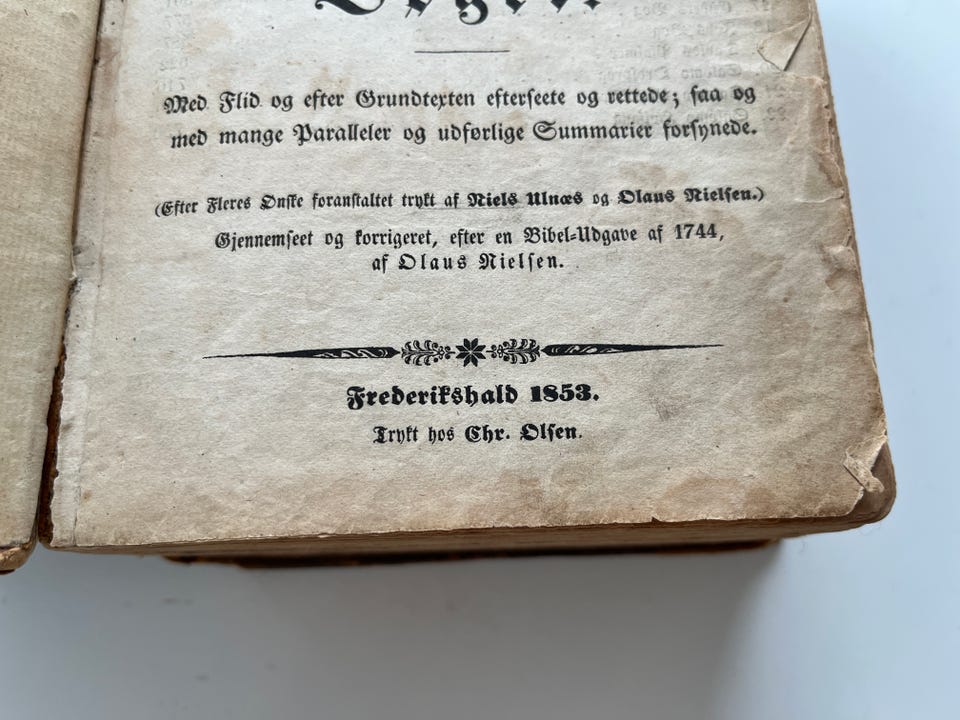 Med Flid og efter Grundtexten efterseete og rettede; saa og
med mange Paralleler og udførlige Summarier forsynede.
(Efter Fleres Ønske foranstaltet trykt af Niels Ulnæs og Olaus Nielsen.)
Gjennemseet og korrigeret, efter en Bibel-Udgave af 1744,
af Olaus Nielsen.
Frederikshald 1853.
Trykt hos Chr. Olsen.